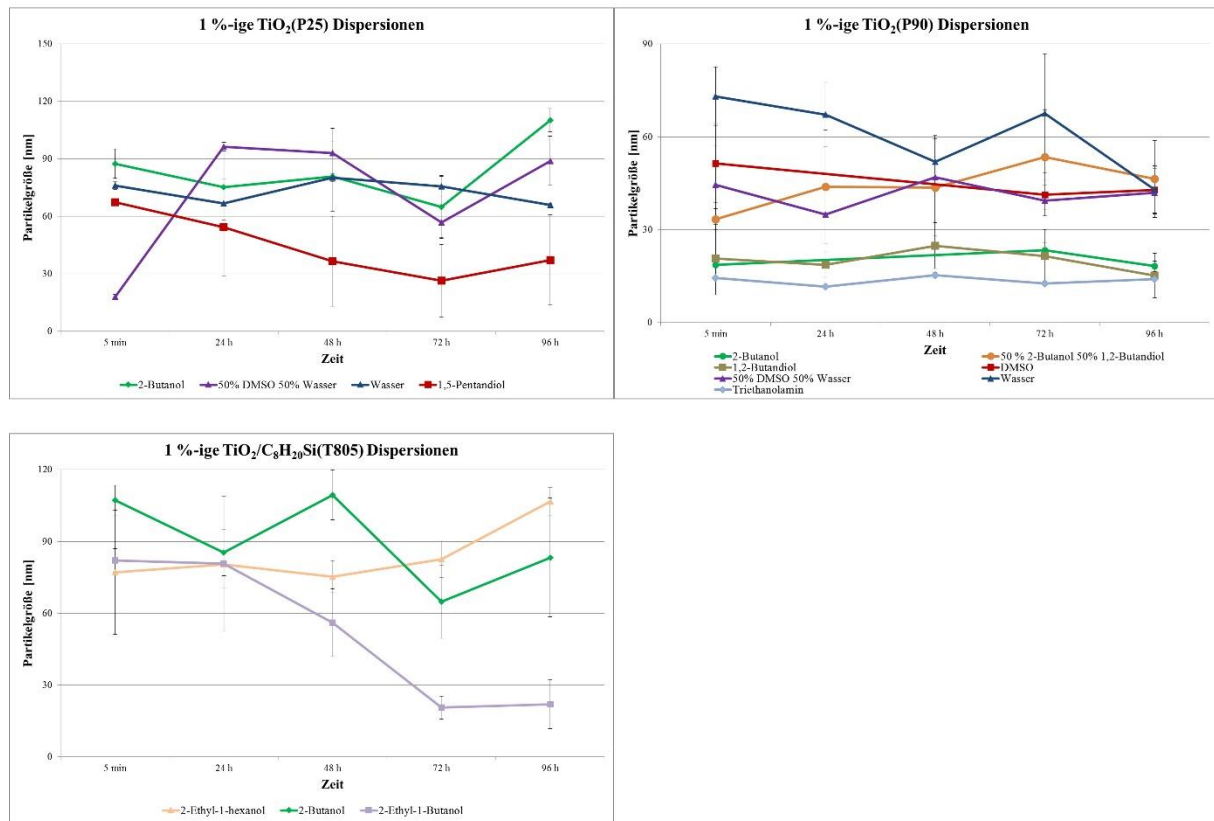 1 %-ige TiO₂(P25) Dispersionen
Partikelgröße [nm]
150
120
90
60
30
0
5 min 24 h 48 h 72 h 96 h
Zeit
2-Butanol 50% DMSO 50% Wasser Wasser 1,5-Pentandiol
1 %-ige TiO₂(P90) Dispersionen
Partikelgröße [nm]
90
60
30
0
5 min 24 h 48 h 72 h 96 h
Zeit
2-Butanol 50 % 2-Butanol 50% 1,2-Butandiol
1,2-Butandiol DMSO
50% DMSO 50% Wasser Wasser
Triethanolamin
1 %-ige TiO₂/C₈H₂₀Si(T805) Dispersionen
Partikelgröße [nm]
120
90
60
30
0
5 min 24 h 48 h 72 h 96 h
Zeit
2-Ethyl-1-hexanol 2-Butanol 2-Ethyl-1-Butanol